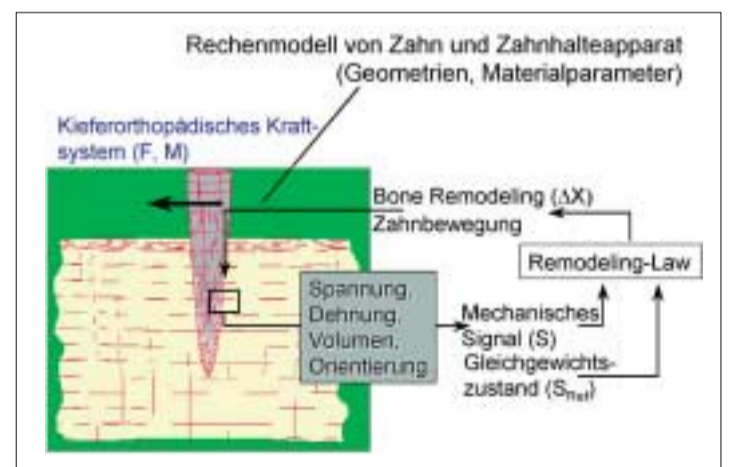 Rechenmodell von Zahn und Zahnhalteapparat
(Geometrien, Materialparameter)
Kieferorthopädisches Kraft-
system (F, M)
Bone Remodeling (ΔX)
Zahnbewegung
Remodeling-Law
Spannung,
Dehnung,
Volumen,
Orientierung
Mechanisches
Signal (S)
Gleichgewichts-
zustand (S_Ref)